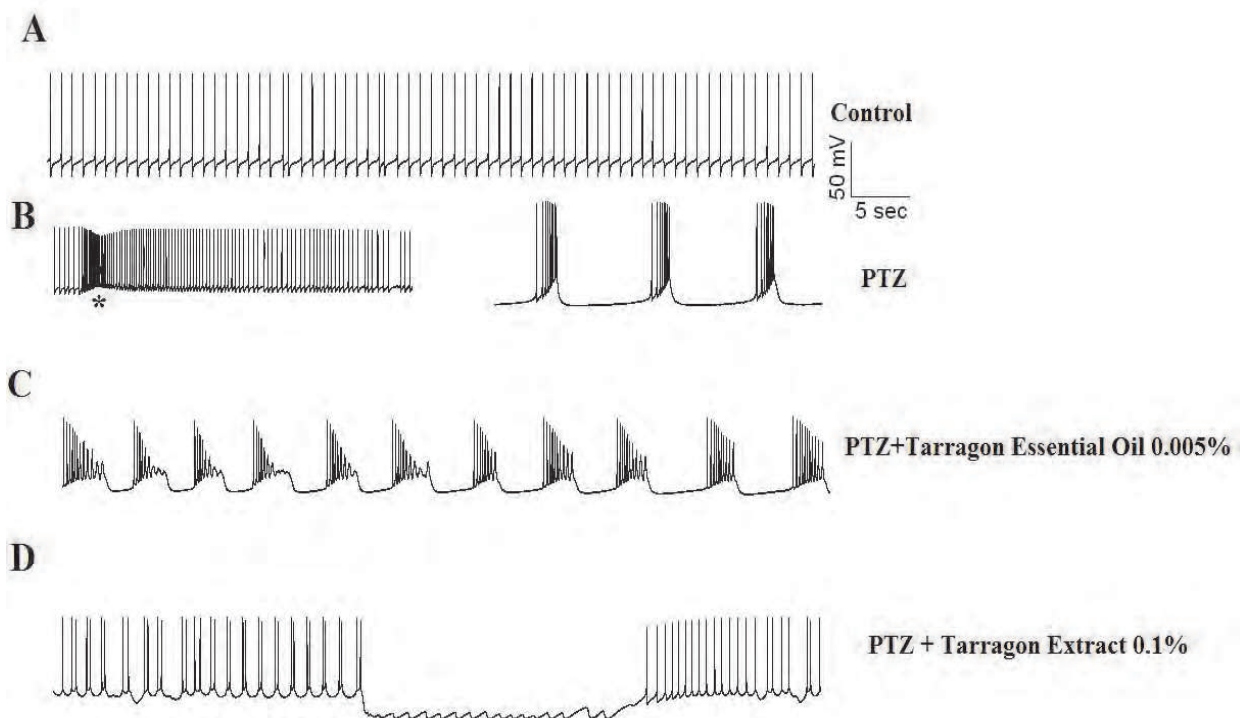 A
Control
50 mV
5 sec
B
*
PTZ
C
PTZ+Tarragon Essential Oil 0.005%
D
PTZ + Tarragon Extract 0.1%